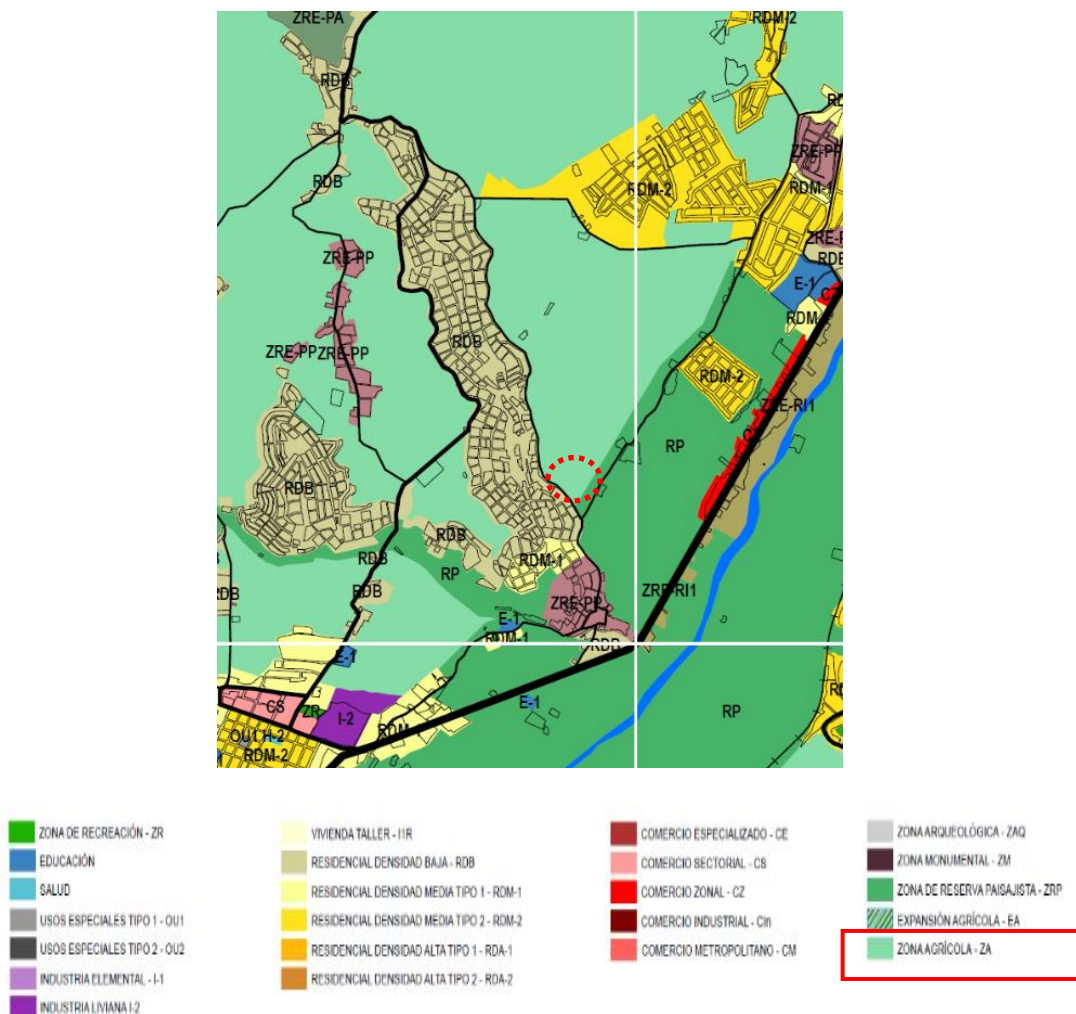 ZRE-PA
RDM-2
RDB
ZRE-PP
RDB
RDM-2
RDM-1
ZRE-PP
E-1
RDM
ZRE-PP ZRE-PP
RDB
RDM-2
ZRE-RI1
RP
RDB
RDB
RDB
RDM-1
RP
RDB
RDB
ZRE-PP
ZRE-RI1
E-1
RDM-1
RDB
E-1
CS
ZR
I-2
RDM
E-1
RP
RDM-2
ZONA DE RECREACIÓN - ZR
EDUCACIÓN
SALUD
USOS ESPECIALES TIPO 1 - OU1
USOS ESPECIALES TIPO 2 - OU2
INDUSTRIA ELEMENTAL - I-1
INDUSTRIA LIVIANA I-2
VIVIENDA TALLER - I1R
RESIDENCIAL DENSIDAD BAJA - RDB
RESIDENCIAL DENSIDAD MEDIA TIPO 1 - RDM-1
RESIDENCIAL DENSIDAD MEDIA TIPO 2 - RDM-2
RESIDENCIAL DENSIDAD ALTA TIPO 1 - RDA-1
RESIDENCIAL DENSIDAD ALTA TIPO 2 - RDA-2
COMERCIO ESPECIALIZADO - CE
COMERCIO SECTORIAL - CS
COMERCIO ZONAL - CZ
COMERCIO INDUSTRIAL - CIn
COMERCIO METROPOLITANO - CM
ZONA ARQUEOLÓGICA - ZAQ
ZONA MONUMENTAL - ZM
ZONA DE RESERVA PAISAJISTA - ZRP
EXPANSIÓN AGRÍCOLA - EA
ZONA AGRÍCOLA - ZA